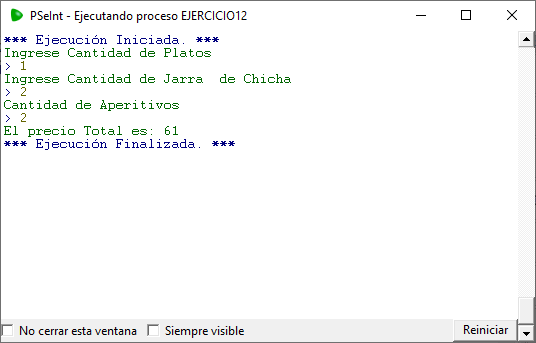 PSeInt - Ejecutando proceso EJERCICIO12
*** Ejecución Iniciada. ***
Ingrese Cantidad de Platos
> 1
Ingrese Cantidad de Jarra  de Chicha
> 2
Cantidad de Aperitivos
> 2
El precio Total es: 61
*** Ejecución Finalizada. ***
No cerrar esta ventana Siempre visible Reiniciar